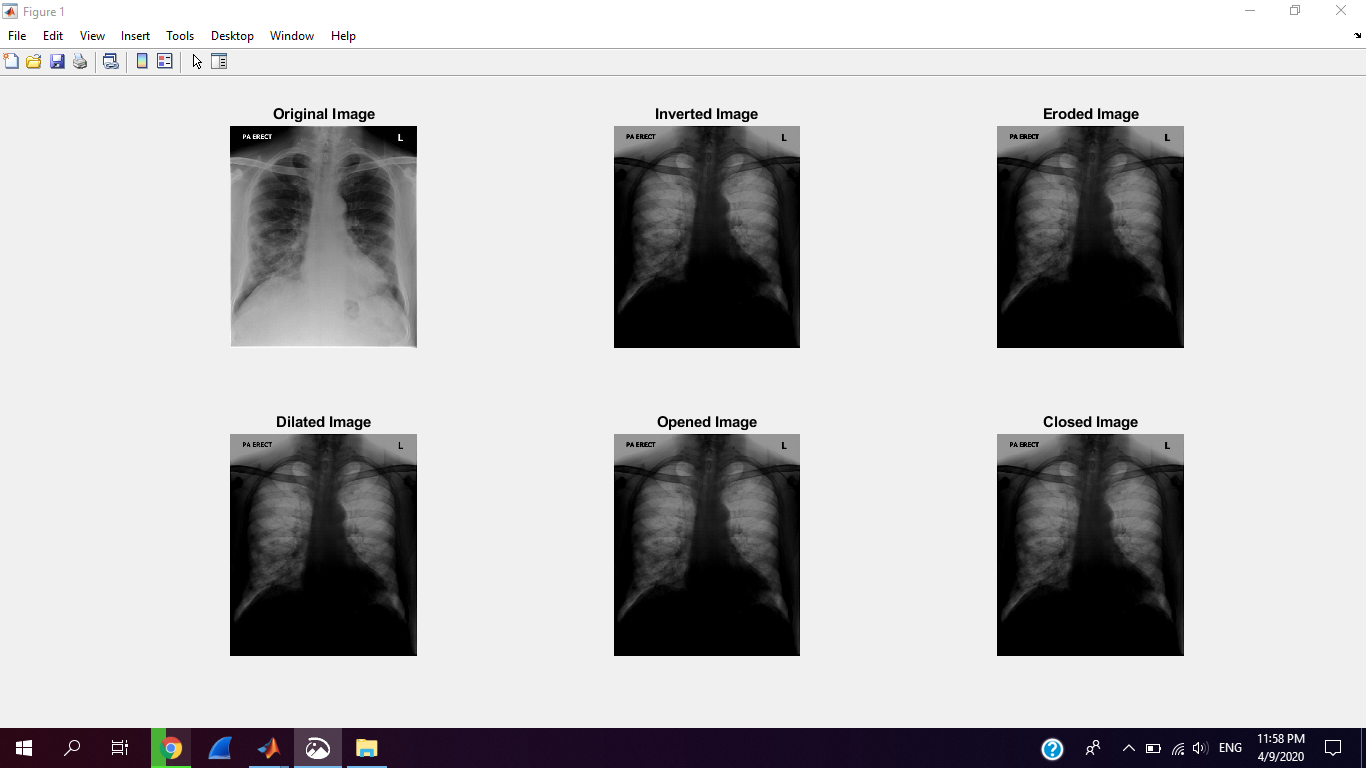 Figure 1
File Edit View Insert Tools Desktop Window Help
Original Image Inverted Image Eroded Image
PA ERECT L PA ERECT L PA ERECT L
Dilated Image Opened Image Closed Image
PA ERECT L PA ERECT L PA ERECT L
ENG
11:58 PM
4/9/2020